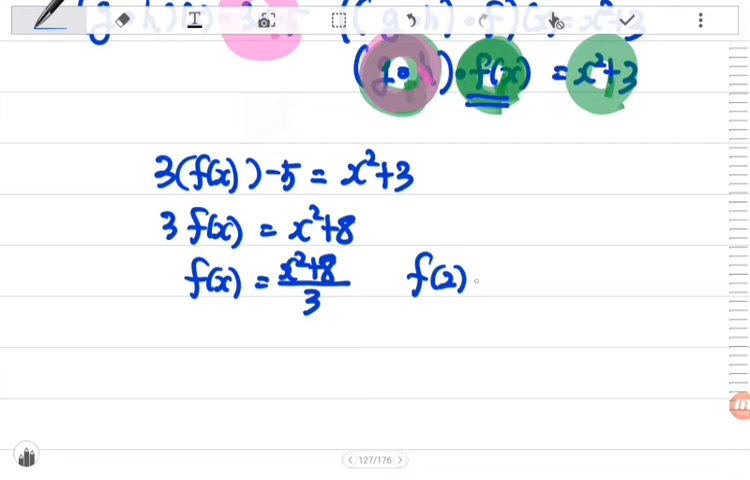 (g∘h)∘f(x) = x²+3
3(f(x))-5 = x²+3
3 f(x) = x²+8
f(x) = x²+8/3 f(2)
127/176